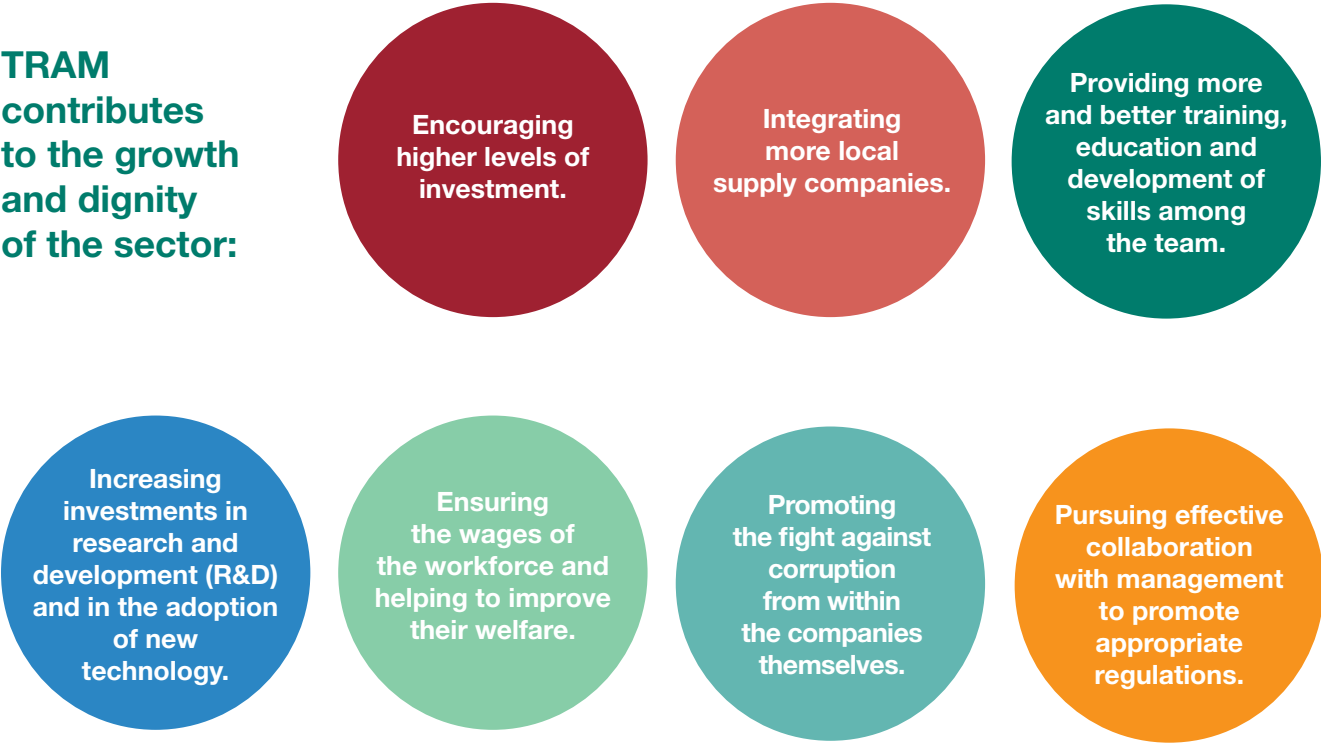 TRAM
contributes
to the growth
and dignity
of the sector:
Encouraging
higher levels of
investment.
Integrating
more local
supply companies.
Providing more
and better training,
education and
development of
skills among
the team.
Increasing
investments in
research and
development (R&D)
and in the adoption
of new
technology.
Ensuring
the wages of
the workforce and
helping to improve
their welfare.
Promoting
the fight against
corruption
from within
the companies
themselves.
Pursuing effective
collaboration
with management
to promote
appropriate
regulations.